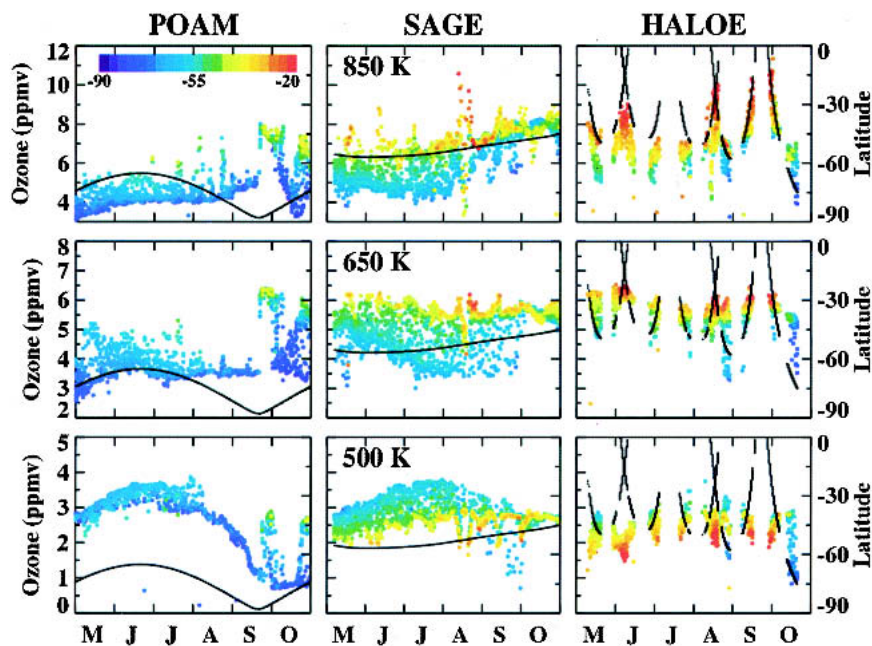 POAM SAGE HALOE
Ozone (ppmv)
12
10
8
6
4
-90 -55 -20
850 K
0
-30
-60
-90
Latitude
Ozone (ppmv)
8
7
6
5
4
3
2
650 K
0
-30
-60
-90
Latitude
Ozone (ppmv)
5
4
3
2
1
0
500 K
0
-30
-60
-90
Latitude
M J J A S O M J J A S O M J J A S O